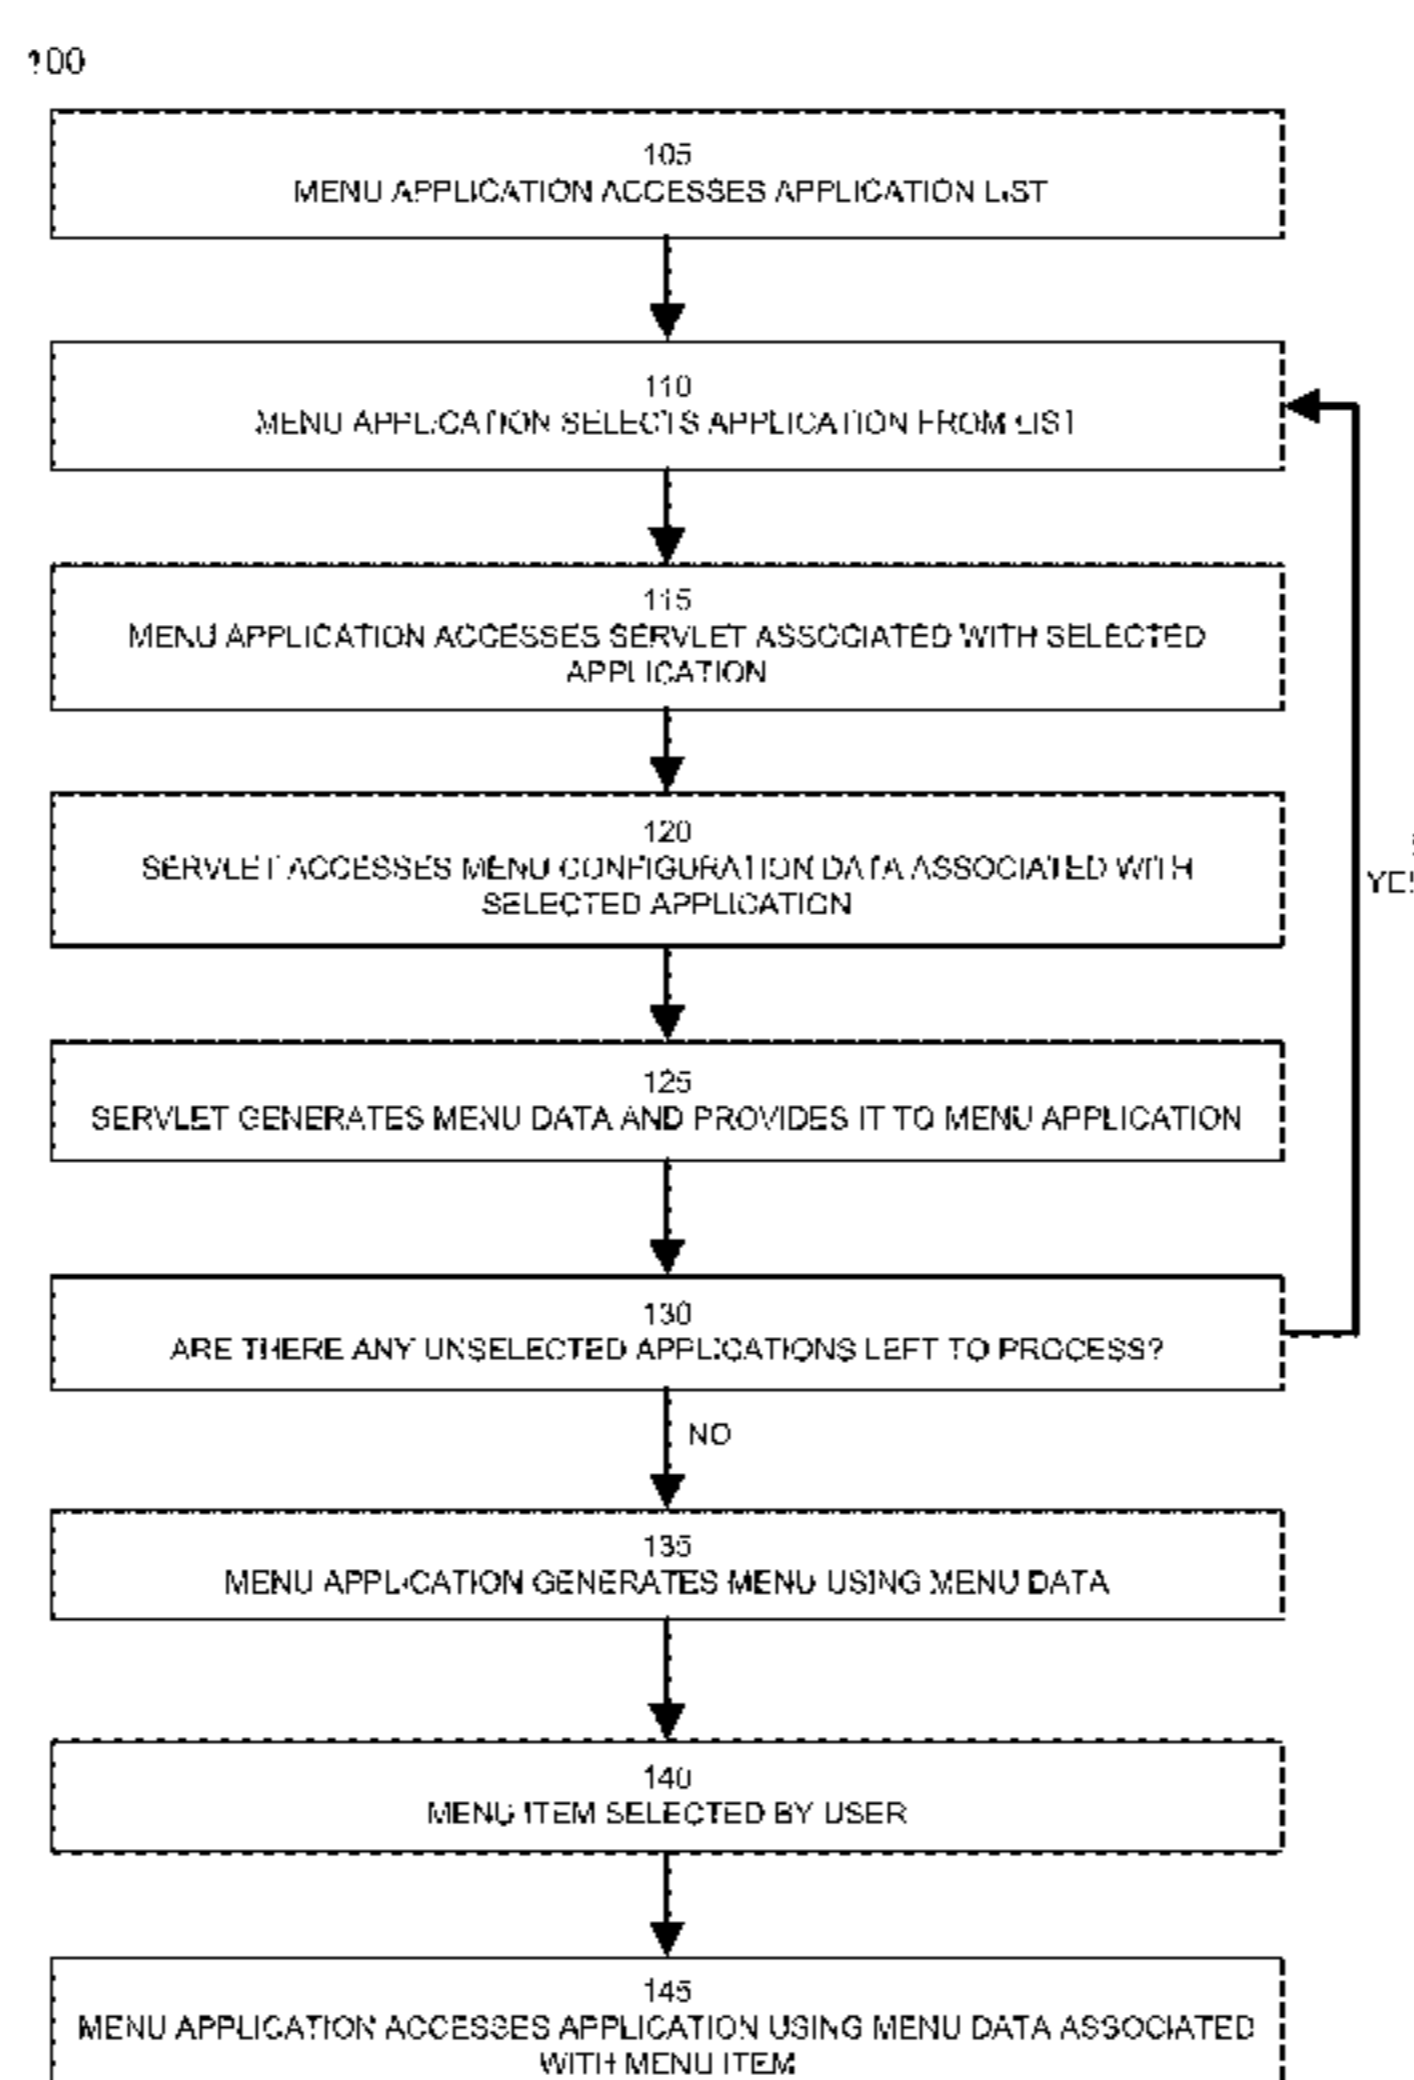 100
105
MENU APPLICATION ACCESSES APPLICATION LIST
110
MENU APPLICATION SELECTS APPLICATION FROM LIST
115
MENU APPLICATION ACCESSES SERVLET ASSOCIATED WITH SELECTED
APPLICATION
120
SERVLET ACCESSES MENU CONFIGURATION DATA ASSOCIATED WITH
SELECTED APPLICATION
125
SERVLET GENERATES MENU DATA AND PROVIDES IT TO MENU APPLICATION
130
ARE THERE ANY UNSELECTED APPLICATIONS LEFT TO PROCESS?
NO
135
MENU APPLICATION GENERATES MENU USING MENU DATA
140
MENU ITEM SELECTED BY USER
145
MENU APPLICATION ACCESSES APPLICATION USING MENU DATA ASSOCIATED
WITH MENU ITEM